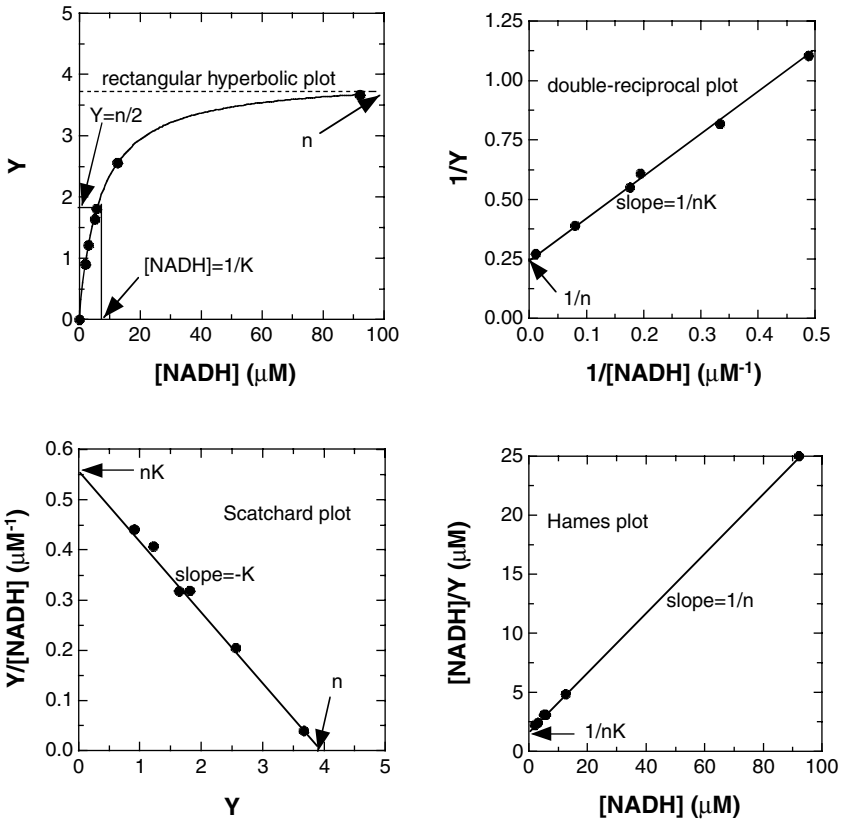 5
4
3
2
1
0
Y
rectangular hyperbolic plot
Y=n/2
n
[NADH]=1/K
0
20
40
60
80
100
[NADH] (μM)
1.25
1.00
0.75
0.50
0.25
0.00
1/Y
double-reciprocal plot
slope=1/nK
1/n
0.0
0.1
0.2
0.3
0.4
0.5
1/[NADH] (μM-1)
0.6
0.5
0.4
0.3
0.2
0.1
0.0
Y/[NADH] (μM-1)
nK
Scatchard plot
slope=-K
n
0
1
2
3
4
5
Y
25
20
15
10
5
0
[NADH]/Y (μM)
Hames plot
slope=1/n
1/nK
0
20
40
60
80
100
[NADH] (μM)